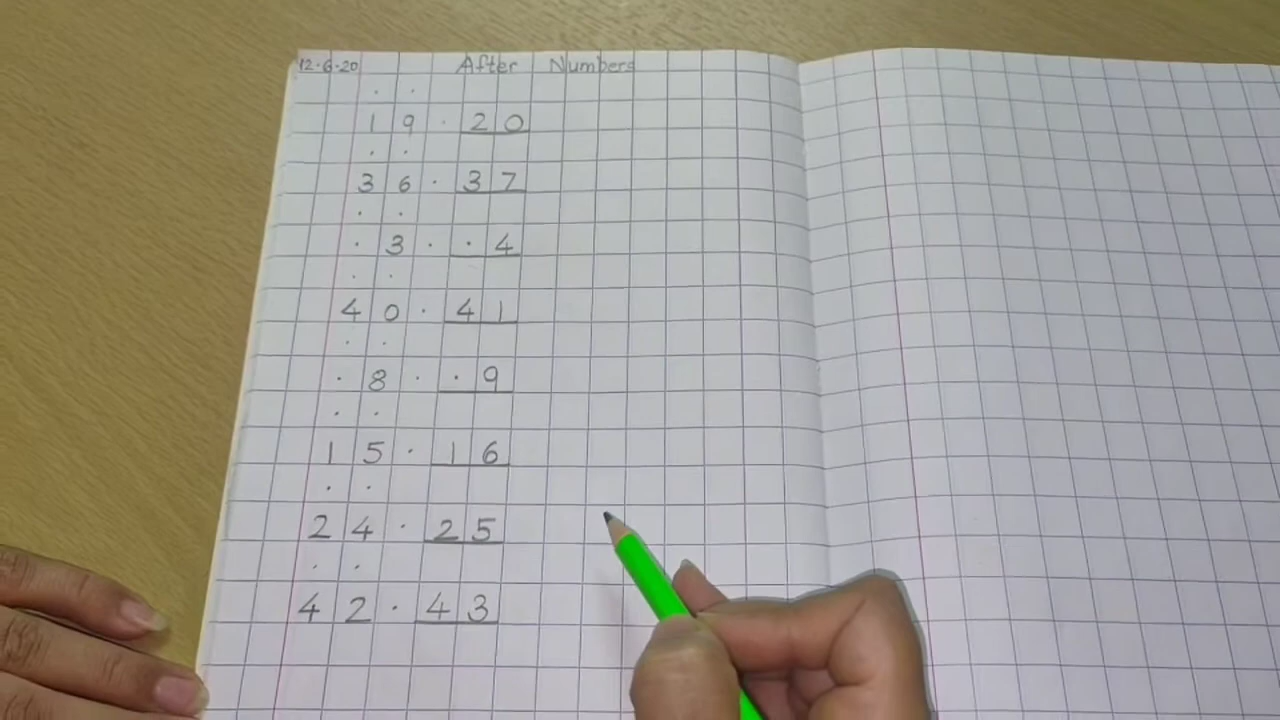 12·6·20 After Numbers
19 · 20
36 · 37
· 3 · · 4
40 · 41
· 8 · · 9
15 · 16
24 · 25
42 · 43